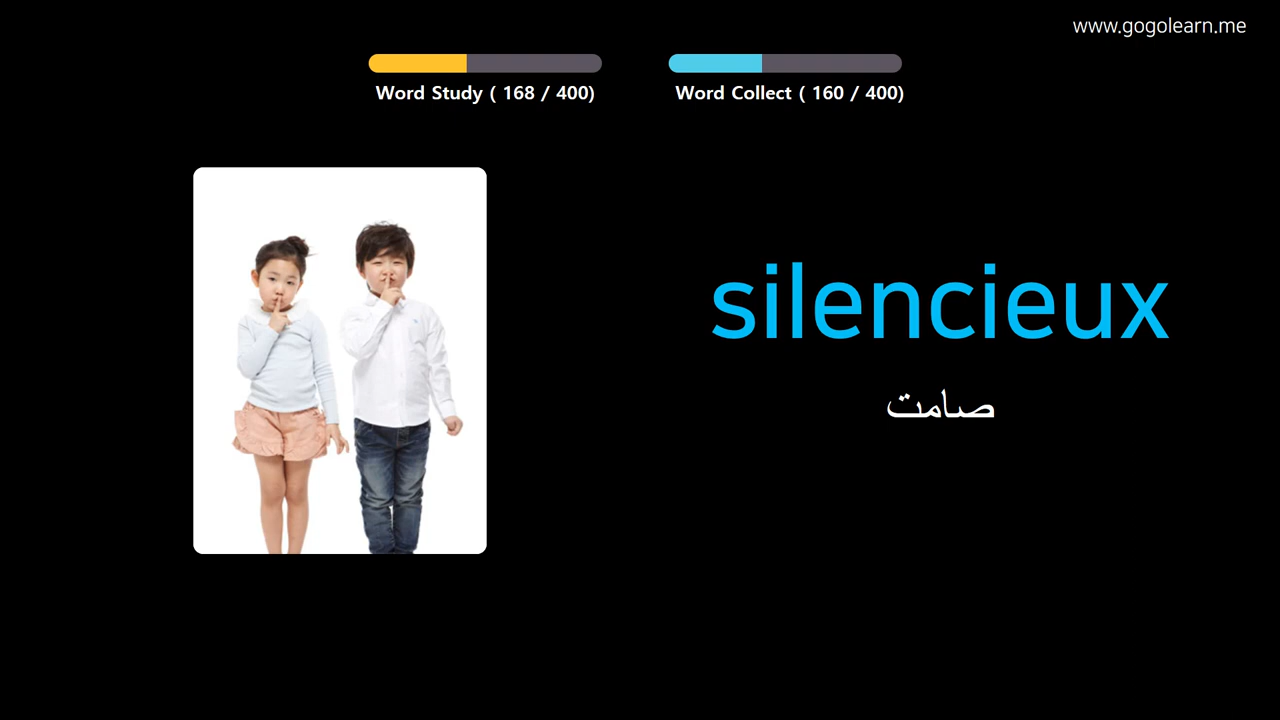 www.gogolearn.me
Word Study ( 168 / 400)
Word Collect ( 160 / 400)
silencieux
صامت